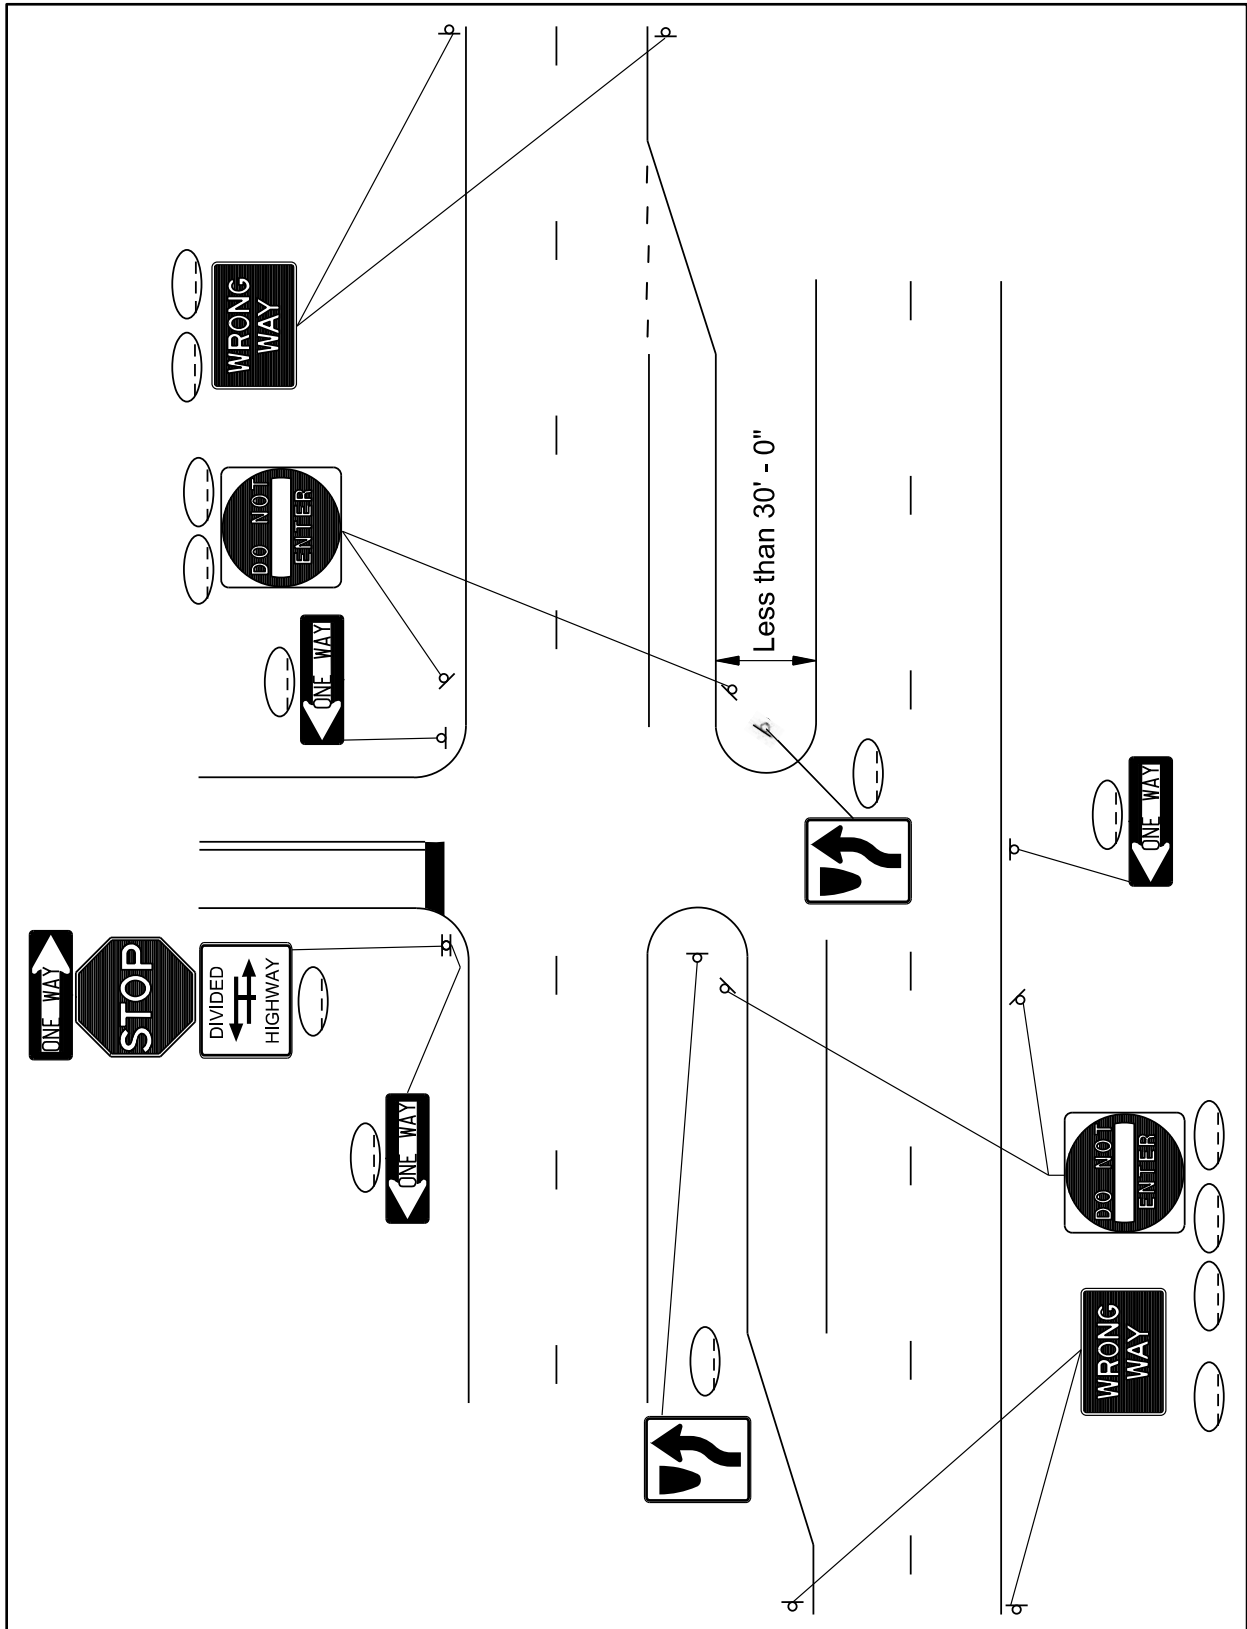 WRONG
WAY
DO NOT
ENTER
ONE WAY
Less than 30' - 0"
ONE WAY
ONE WAY
STOP
DIVIDED
HIGHWAY
ONE WAY
DO NOT
ENTER
WRONG
WAY